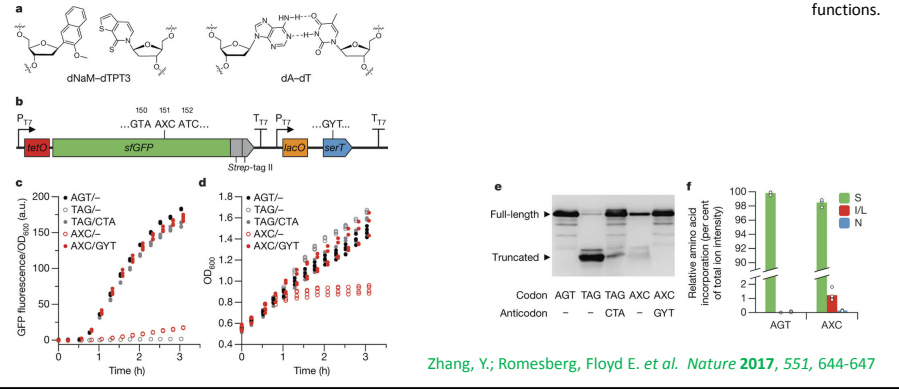 functions.
a
S
O
O
O
O
N
S
O
O
O
dNaM–dTPT3
O
O
O
N
N
N
N
HN–H
O
H–N
N
O
O
O
O
dA–dT
b
150 151 152
P T7 ...GTA AXC ATC... T T7 P T7 ...GYT... T T7
tetO sfGFP lacO serT
Strep-tag II
c
GFP fluorescence/OD600 (a.u.)
200
150
100
50
0
AGT/–
TAG/–
TAG/CTA
AXC/–
AXC/GYT
0 1 2 3
Time (h)
d
OD600
1.8
1.6
1.4
1.2
1.0
0.8
0.6
0.4
AGT/–
TAG/–
TAG/CTA
AXC/–
AXC/GYT
0 1 2 3
Time (h)
e
Full-length
Truncated
Codon AGT TAG TAG AXC AXC
Anticodon – – CTA – GYT
f
Relative amino acid
incorporation (per cent
of total ion intensity)
100
98
96
94
92
90
2
1
0
S
I/L
N
AGT AXC
Zhang, Y.; Romesberg, Floyd E. et al. Nature 2017, 551, 644-647